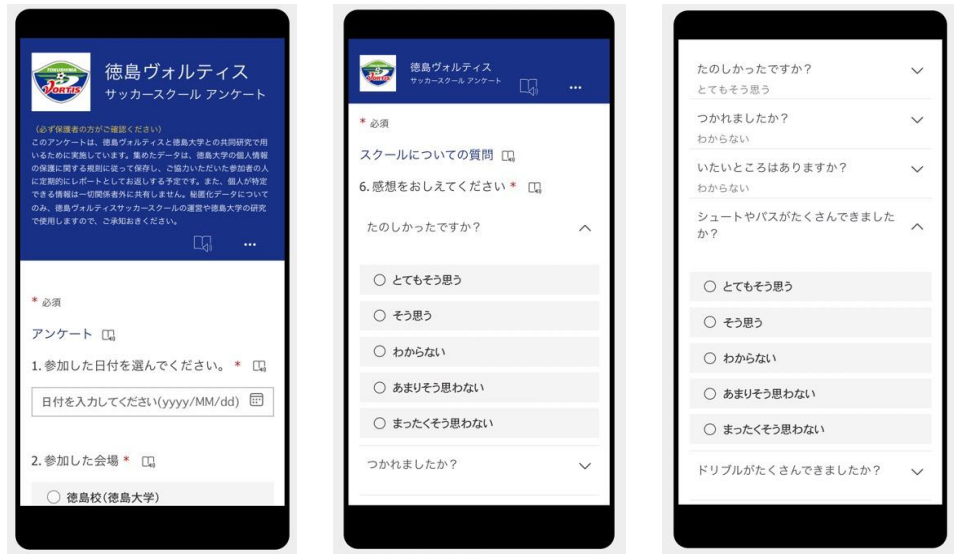 TOKUSHIMA
VORTIS
徳島ヴォルティス
サッカースクール アンケート
(必ず保護者の方がご確認ください)
このアンケートは、徳島ヴォルティスと徳島大学との共同研究で用
いるために実施しています。集めたデータは、徳島大学の個人情報
の保護に関する規則に従って保存し、ご協力いただいた参加者の人
に定期的にレポートとしてお返しする予定です。また、個人が特定
できる情報は一切関係者外に共有しません。秘匿化データについて
のみ、徳島ヴォルティスサッカースクールの運営や徳島大学の研究
で使用しますので、ご承知おきください。
* 必須
アンケート
1. 参加した日付を選んでください。 *
日付を入力してください(yyyy/MM/dd)
2. 参加した会場 *
徳島校(徳島大学)
VORTIS
徳島ヴォルティス
サッカースクール アンケート
* 必須
スクールについての質問
6. 感想をおしえてください *
たのしかったですか?
とてもそう思う
そう思う
わからない
あまりそう思わない
まったくそう思わない
つかれましたか?
たのしかったですか?
とてもそう思う
つかれましたか?
わからない
いたいところはありますか?
わからない
シュートやパスがたくさんできました
か?
とてもそう思う
そう思う
わからない
あまりそう思わない
まったくそう思わない
ドリブルがたくさんできましたか?